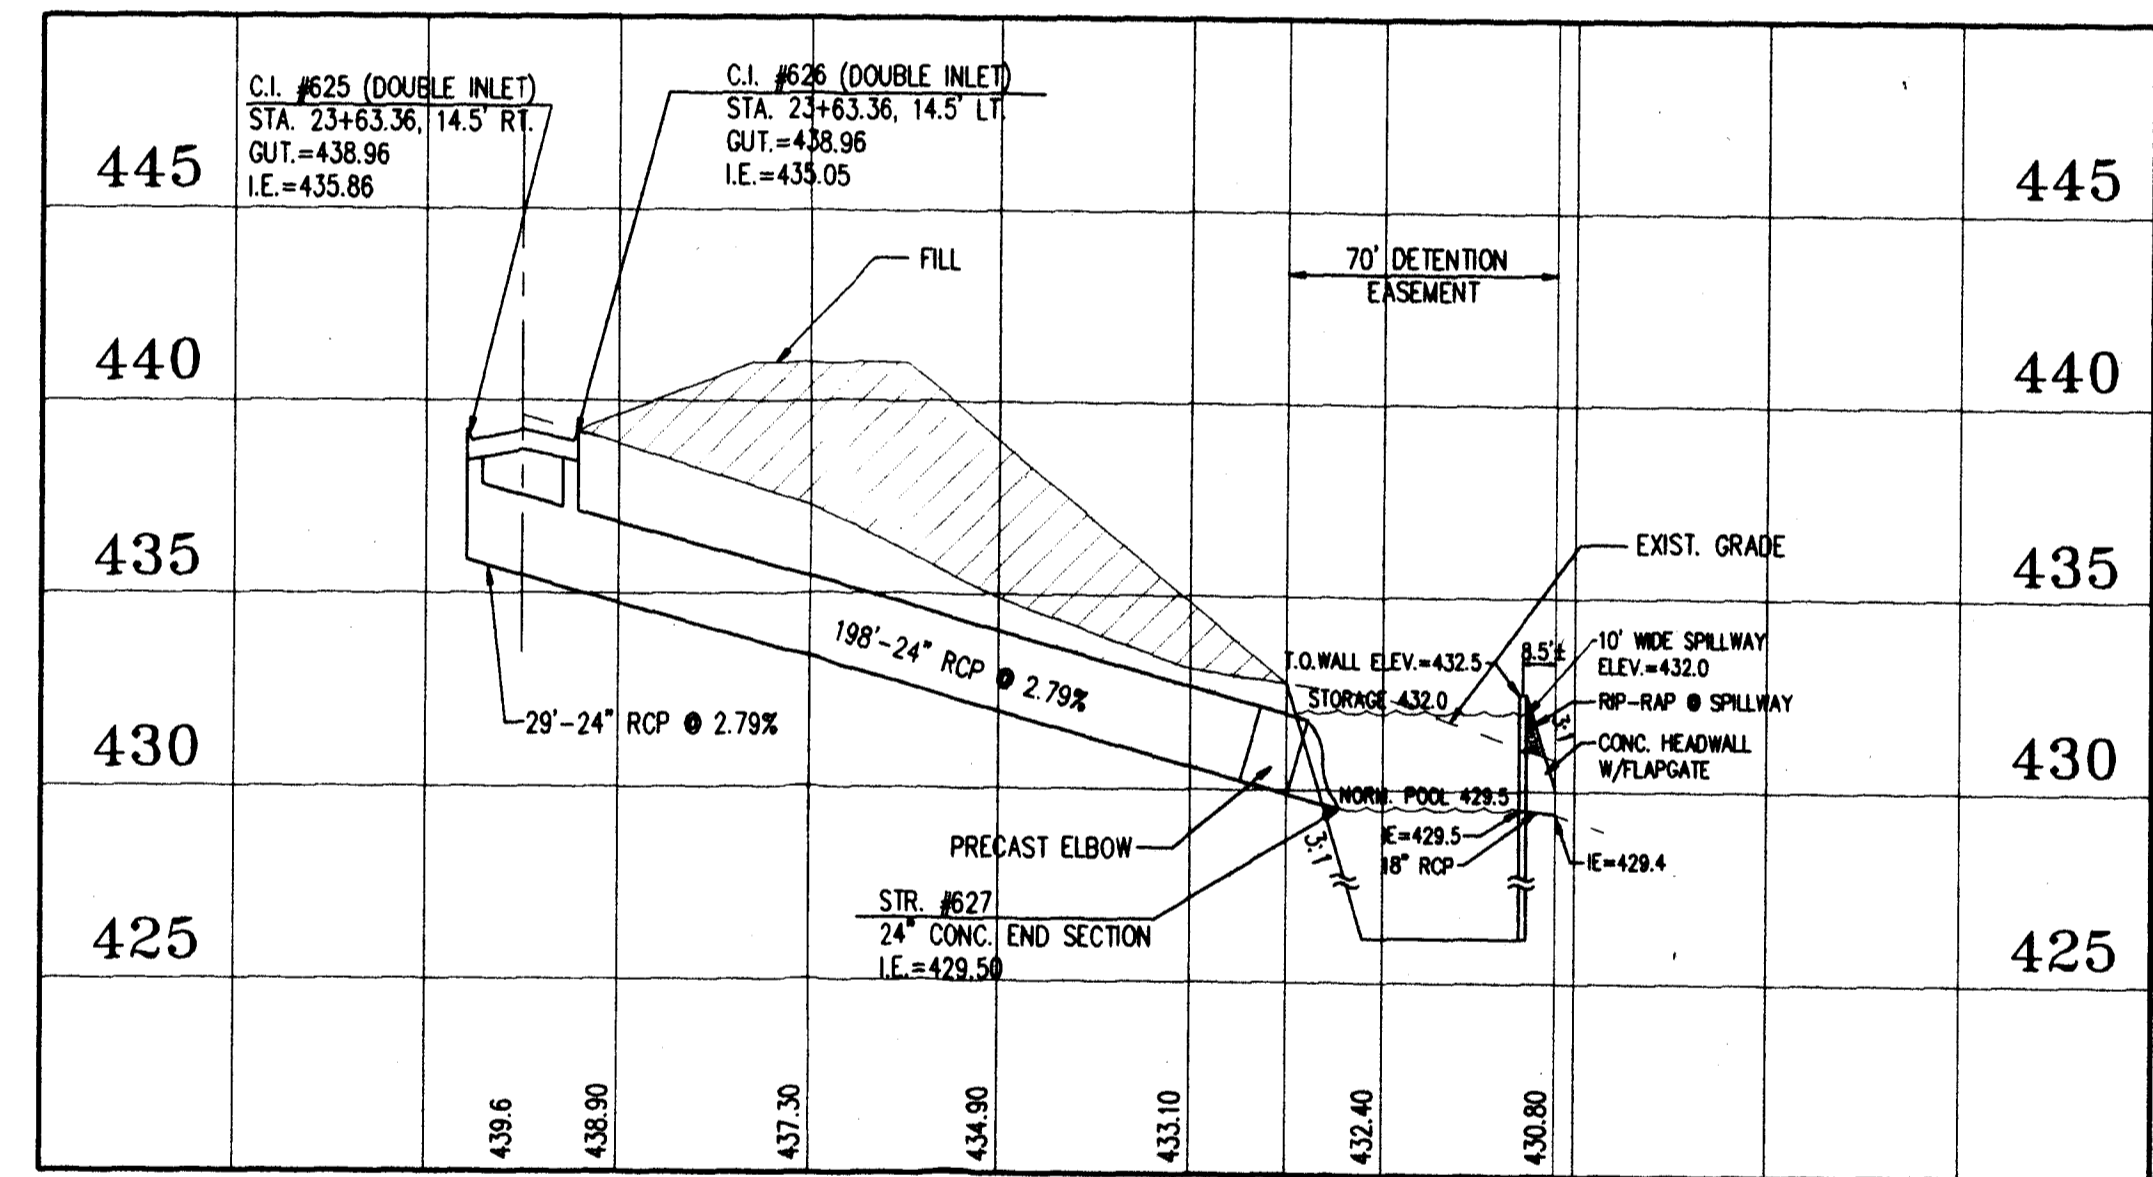 C.I. #625 (DOUBLE INLET)
STA. 23+63.36, 14.5' RT.
GUT.=438.96
I.E.=435.86
C.I. #626 (DOUBLE INLET)
STA. 23+63.36, 14.5' LT.
GUT.=438.96
I.E.=435.05
445
445
FILL
70' DETENTION
EASEMENT
440
440
EXIST. GRADE
435
435
198'-24" RCP @ 2.79%
T.O.WALL ELEV.=432.5
8.5'±
10' WIDE SPILLWAY
ELEV.=432.0
STORAGE 432.0
RIP-RAP @ SPILLWAY
3:1
29'-24" RCP @ 2.79%
CONC. HEADWALL
W/FLAPGATE
430
430
NORM. POOL 429.5
PRECAST ELBOW
3:1
IE=429.5
18" RCP
IE=429.4
STR. #627
24" CONC. END SECTION
I.E.=429.50
425
425
439.6
438.90
437.30
434.90
433.10
432.40
430.80